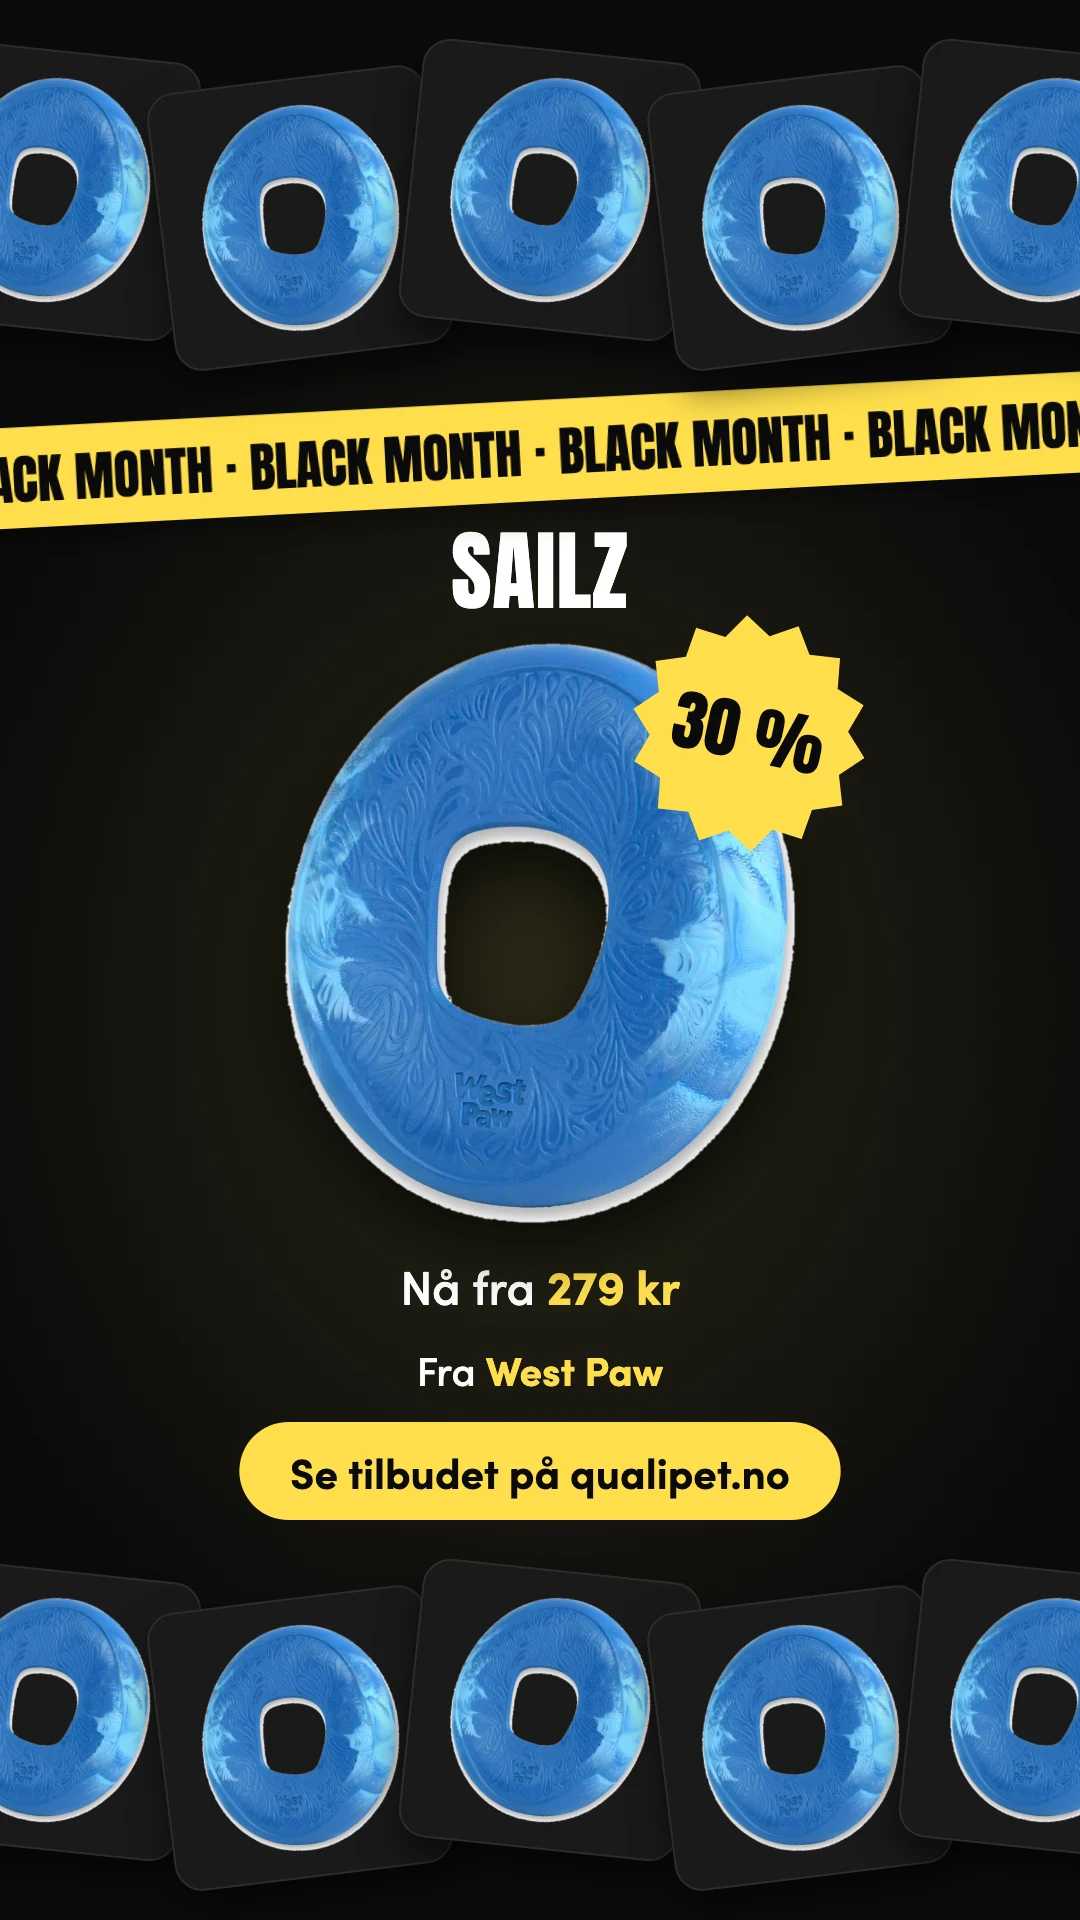 ACK MONTH · BLACK MONTH · BLACK MONTH · BLACK MON
SAILZ
30 %
West
Paw
Nå fra 279 kr
Fra West Paw
Se tilbudet på qualipet.no